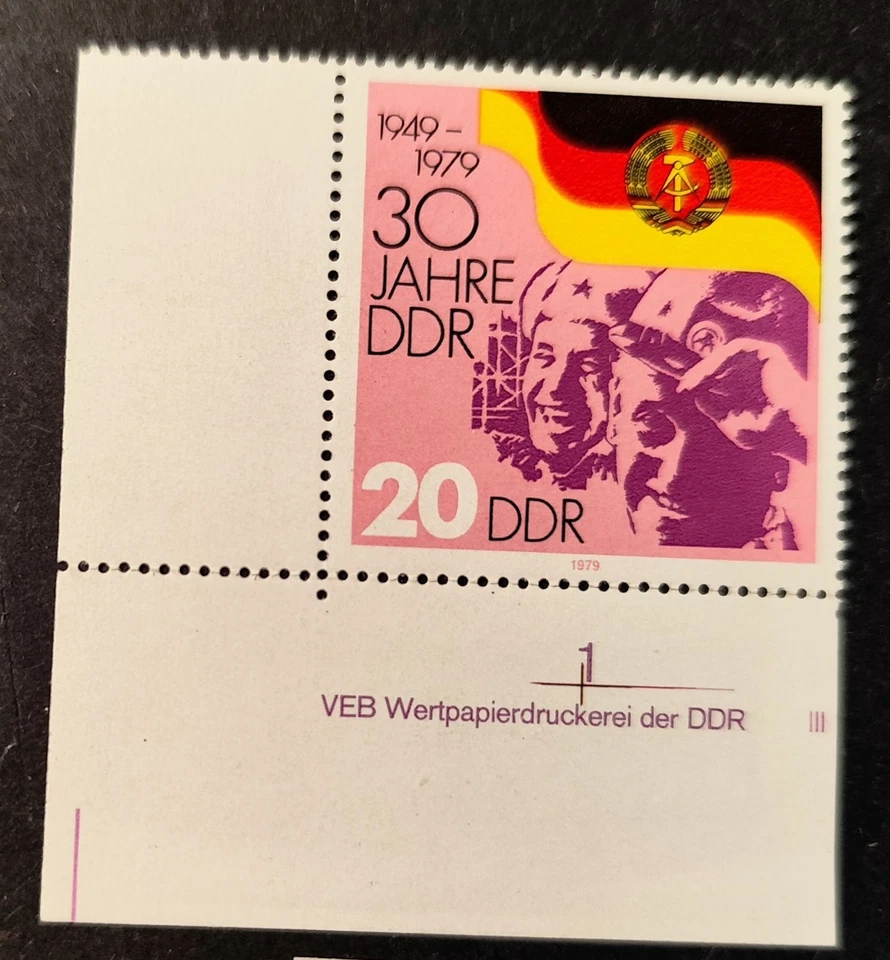 1949 –
1979
30
JAHRE
DDR
20 DDR
1979
1
VEB Wertpapierdruckerei der DDR
III